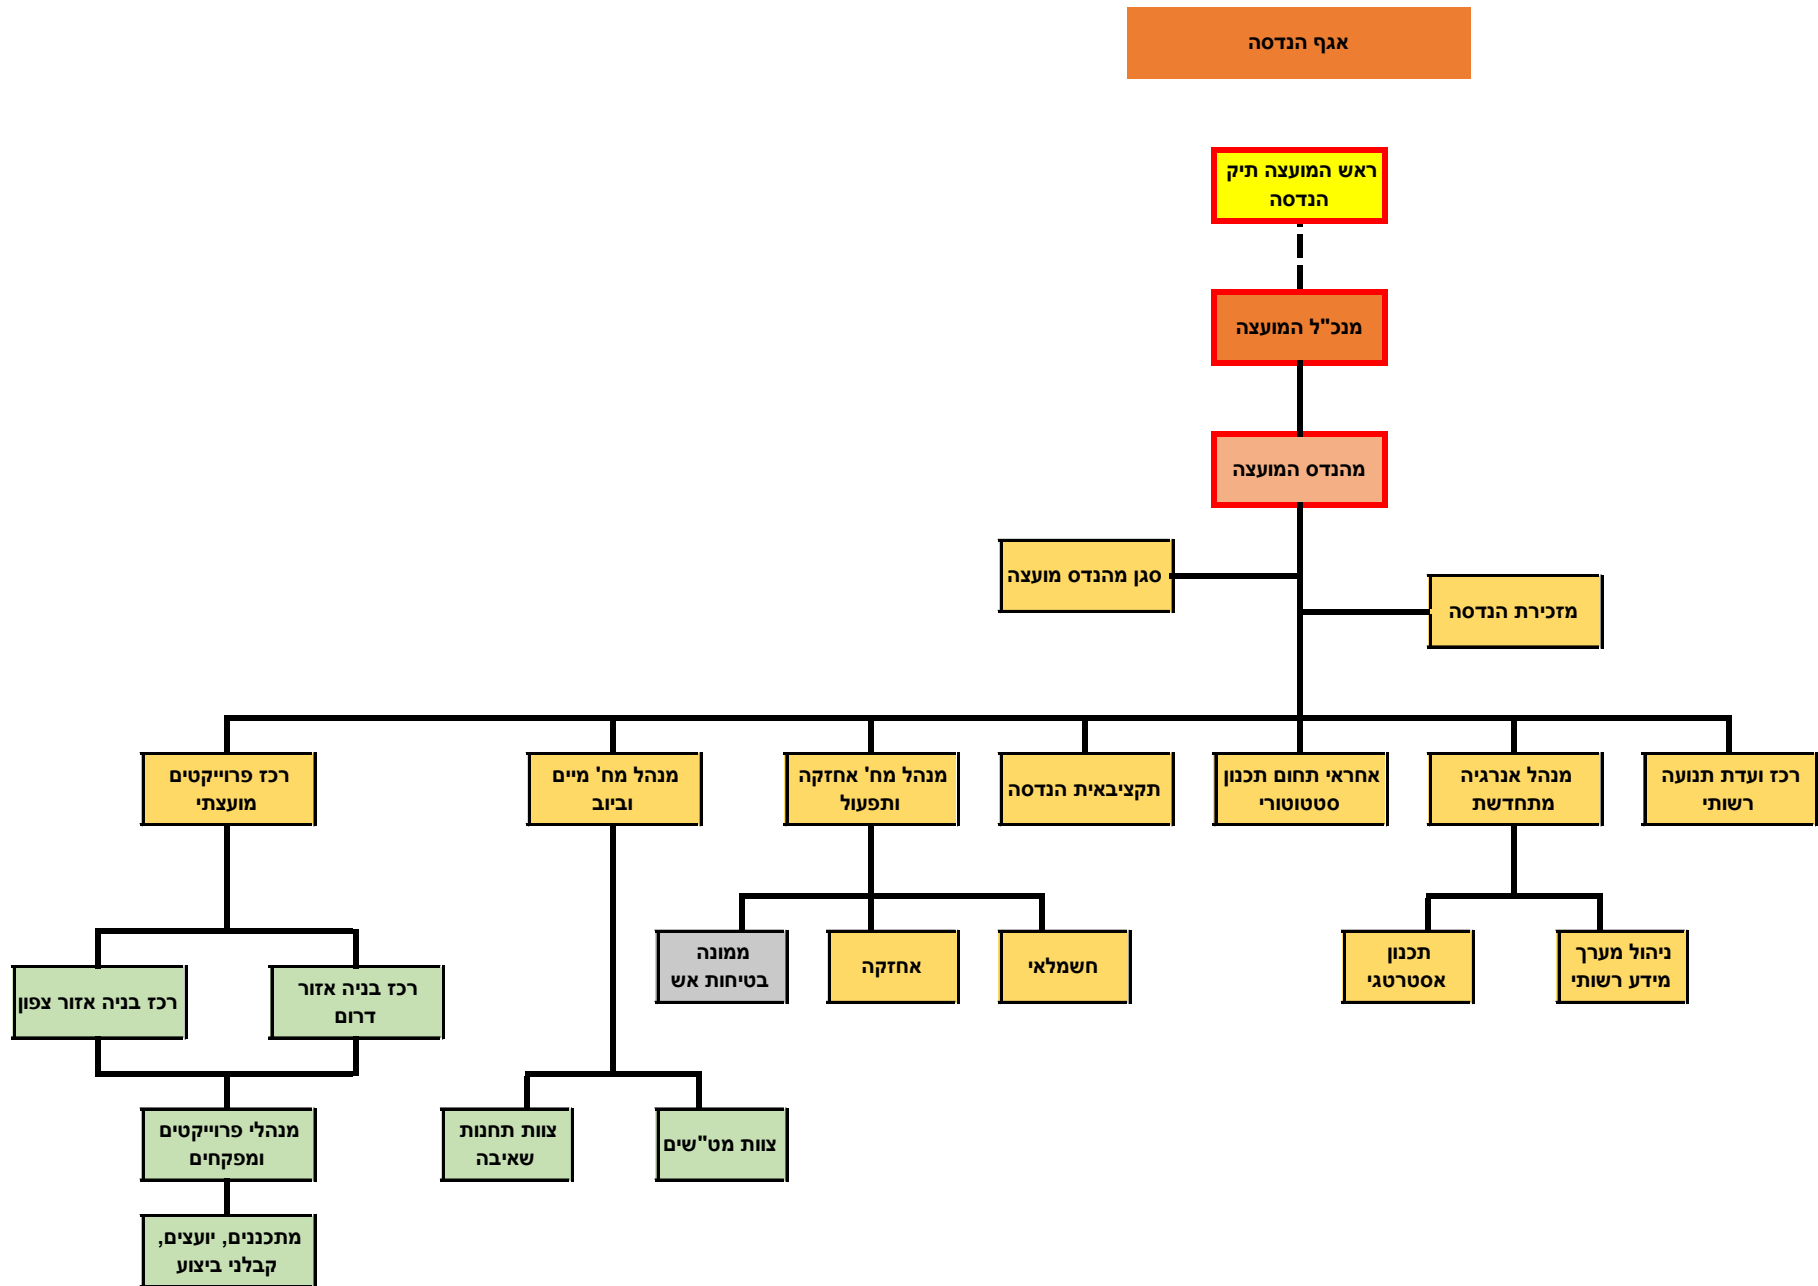 אגף הנדסה
ראש המועצה תיק
הנדסה
מנכ"ל המועצה
מהנדס המועצה
סגן מהנדס מועצה
מזכירת הנדסה
רכז ועדת תנועה
רשותי
מנהל אנרגיה
מתחדשת
אחראי תחום תכנון
סטטוטורי
תקציבאית הנדסה
מנהל מח' אחזקה
ותפעול
מנהל מח' מיים
וביוב
רכז פרוייקטים
מועצתי
ניהול מערך
מידע רשותי
תכנון
אסטרטגי
חשמלאי
אחזקה
ממונה
בטיחות אש
רכז בניה אזור
דרום
רכז בניה אזור צפון
צוות מט"שים
צוות תחנות
שאיבה
מנהלי פרוייקטים
ומפקחים
מתכננים, יועצים,
קבלני ביצוע